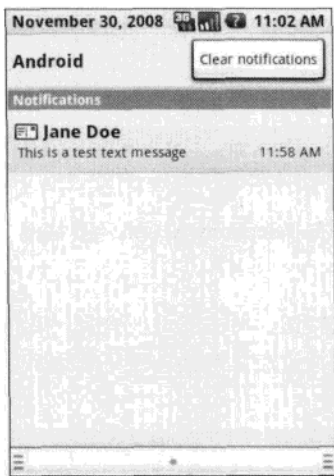 November 30, 2008 11:02 AM
Android Clear notifications
Notifications
Jane Doe
This is a test text message 11:58 AM